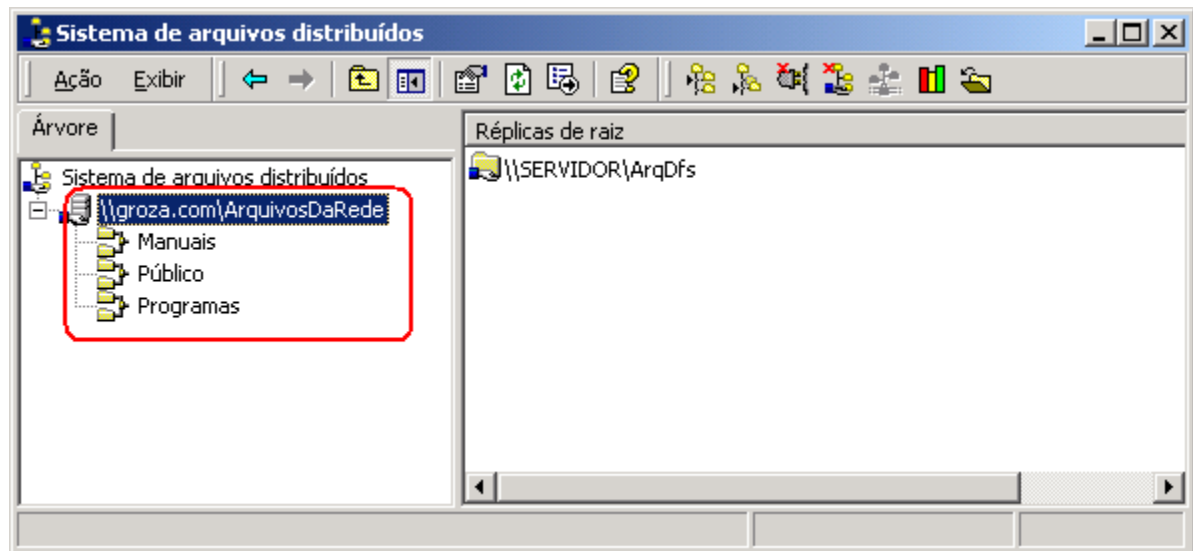 Sistema de arquivos distribuídos
Ação Exibir
Árvore
Réplicas de raiz
Sistema de arquivos distribuídos
\\SERVIDOR\ArqDfs
\\groza.com\ArquivosDaRede
Manuais
Público
Programas